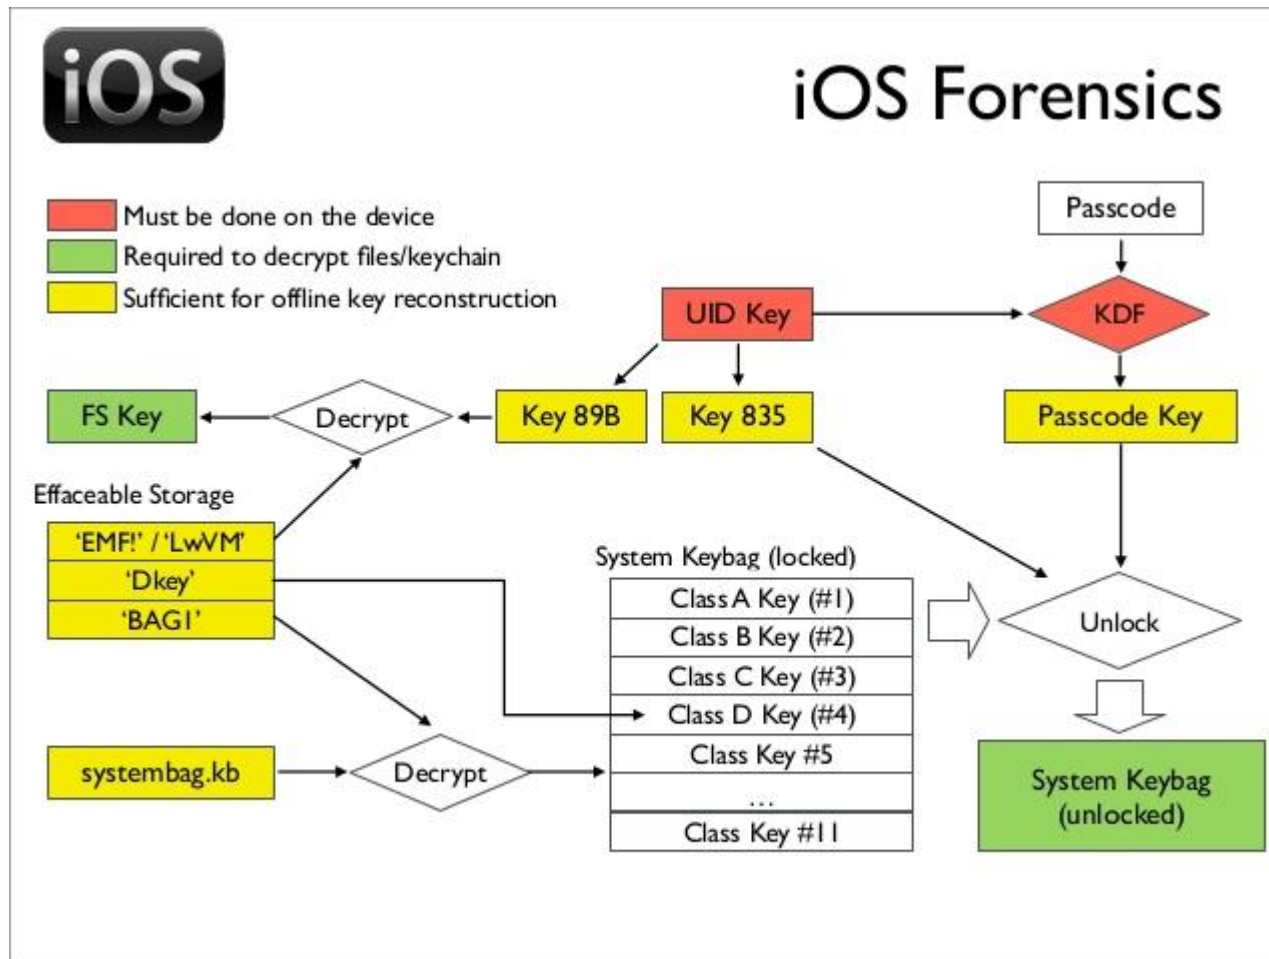 iOS
iOS Forensics
Must be done on the device
Required to decrypt files/keychain
Sufficient for offline key reconstruction
Passcode
UID Key
KDF
FS Key
Decrypt
Key 89B
Key 835
Passcode Key
Effaceable Storage
‘EMF!’ / ‘LwVM’
‘Dkey’
‘BAG1’
System Keybag (locked)
Class A Key (#1)
Class B Key (#2)
Class C Key (#3)
Class D Key (#4)
Class Key #5
…
Class Key #11
Unlock
systembag.kb
Decrypt
System Keybag
(unlocked)